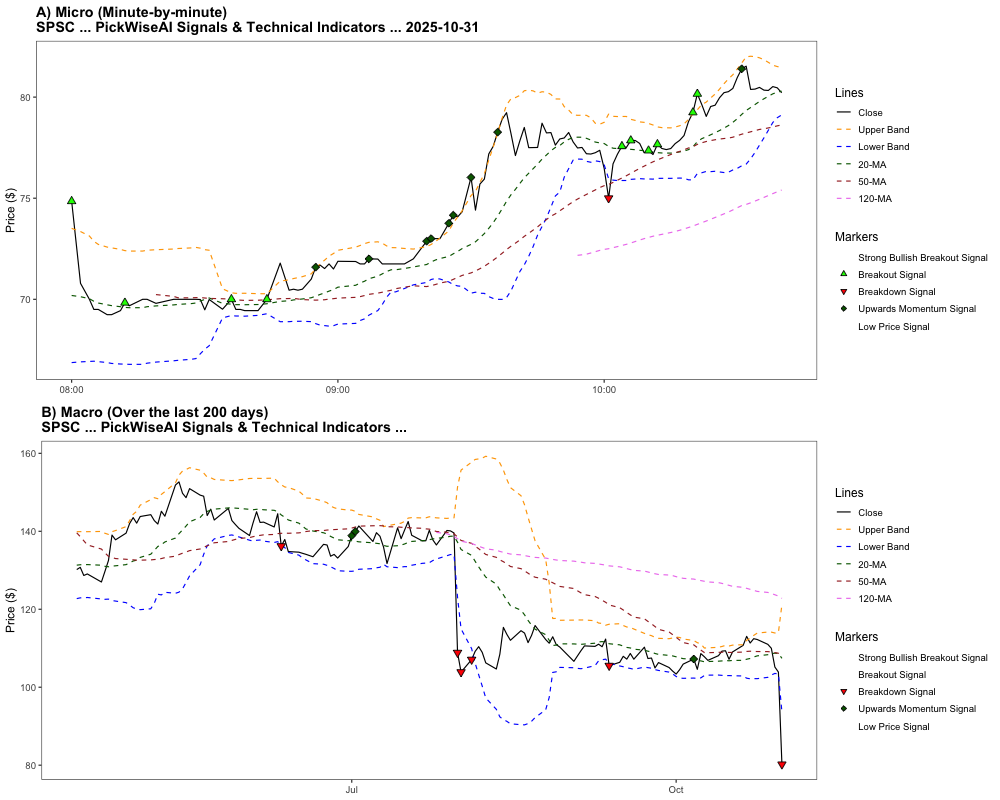 A) Micro (Minute-by-minute)
SPSC ... PickWiseAI Signals & Technical Indicators ... 2025-10-31
Price ($)
80
75
70
08:00
09:00
10:00
Lines
Close
Upper Band
Lower Band
20-MA
50-MA
120-MA
Markers
Strong Bullish Breakout Signal
Breakout Signal
Breakdown Signal
Upwards Momentum Signal
Low Price Signal
B) Macro (Over the last 200 days)
SPSC ... PickWiseAI Signals & Technical Indicators ...
Price ($)
160
140
120
100
80
Jul
Oct
Lines
Close
Upper Band
Lower Band
20-MA
50-MA
120-MA
Markers
Strong Bullish Breakout Signal
Breakout Signal
Breakdown Signal
Upwards Momentum Signal
Low Price Signal